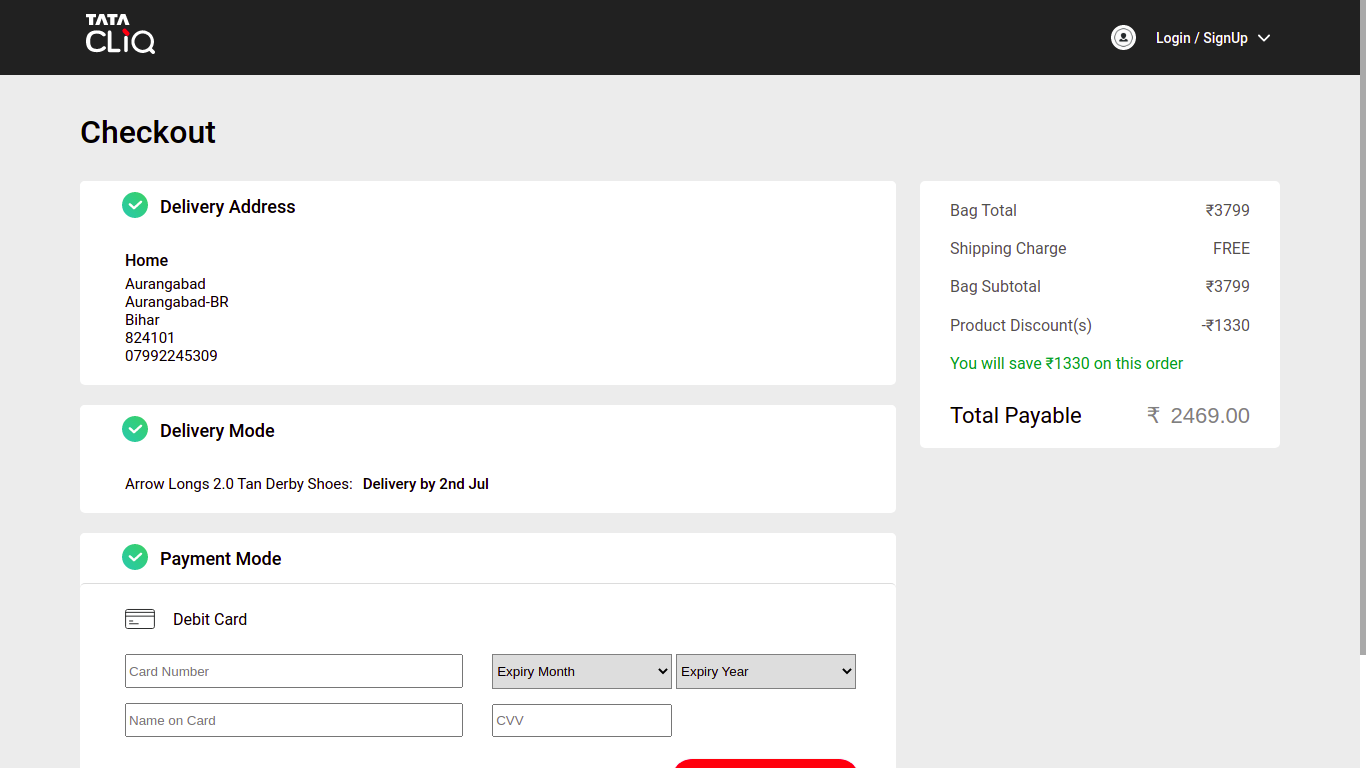 TATA
CLiQ
Login / SignUp
Checkout
Delivery Address
Home
Aurangabad
Aurangabad-BR
Bihar
824101
07992245309
Delivery Mode
Arrow Longs 2.0 Tan Derby Shoes: Delivery by 2nd Jul
Payment Mode
Debit Card
Card Number
Expiry Month
Expiry Year
Name on Card
CVV
Bag Total ₹3799
Shipping Charge FREE
Bag Subtotal ₹3799
Product Discount(s) -₹1330
You will save ₹1330 on this order
Total Payable ₹ 2469.00